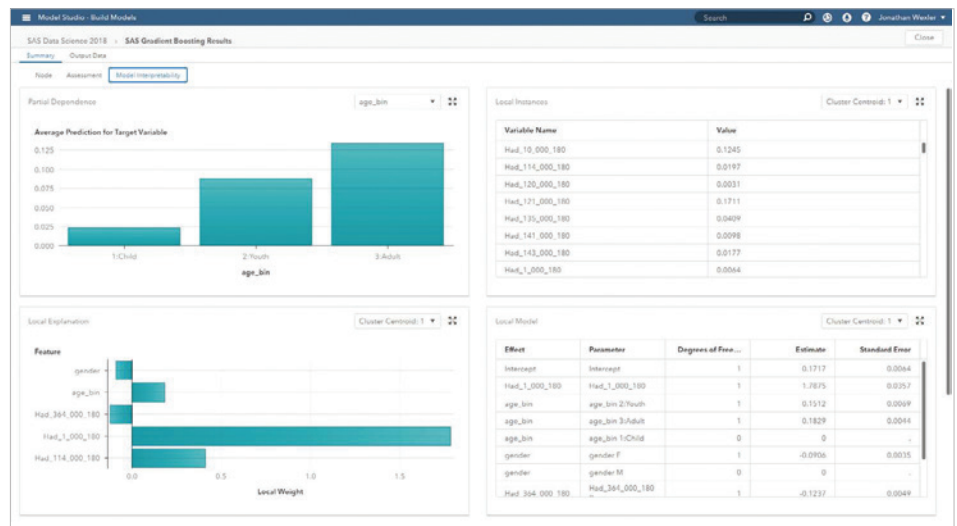 Model Studio - Build Models
Search
Jonathan Wexler
SAS Data Science 2018 > SAS Gradient Boosting Results
Close
Summary Output Data
Node Assessment Model Interpretability
Partial Dependence
age_bin
Average Prediction for Target Variable
0.125
0.100
0.075
0.050
0.025
0.000
1:Child 2:Youth 3:Adult
age_bin
Local Instances
Cluster Centroid: 1
Variable Name Value
Had_10_000_180 0.1245
Had_114_000_180 0.0197
Had_120_000_180 0.0031
Had_121_000_180 0.1711
Had_135_000_180 0.0409
Had_141_000_180 0.0098
Had_143_000_180 0.0177
Had_1_000_180 0.0064
Local Explanation
Cluster Centroid: 1
Feature
gender
age_bin
Had_364_000_180
Had_1_000_180
Had_114_000_180
0.0 0.5 1.0 1.5
Local Weight
Local Model
Cluster Centroid: 1
Effect Parameter Degrees of Free... Estimate Standard Error
Intercept Intercept 1 0.1717 0.0064
Had_1_000_180 Had_1_000_180 1 1.7875 0.0357
age_bin age_bin 2:Youth 1 0.1512 0.0069
age_bin age_bin 3:Adult 1 0.1829 0.0044
age_bin age_bin 1:Child 0 0 .
gender gender F 1 -0.0906 0.0035
gender gender M 0 0 .
Had_364_000_180 Had_364_000_180 1 -0.1237 0.0049